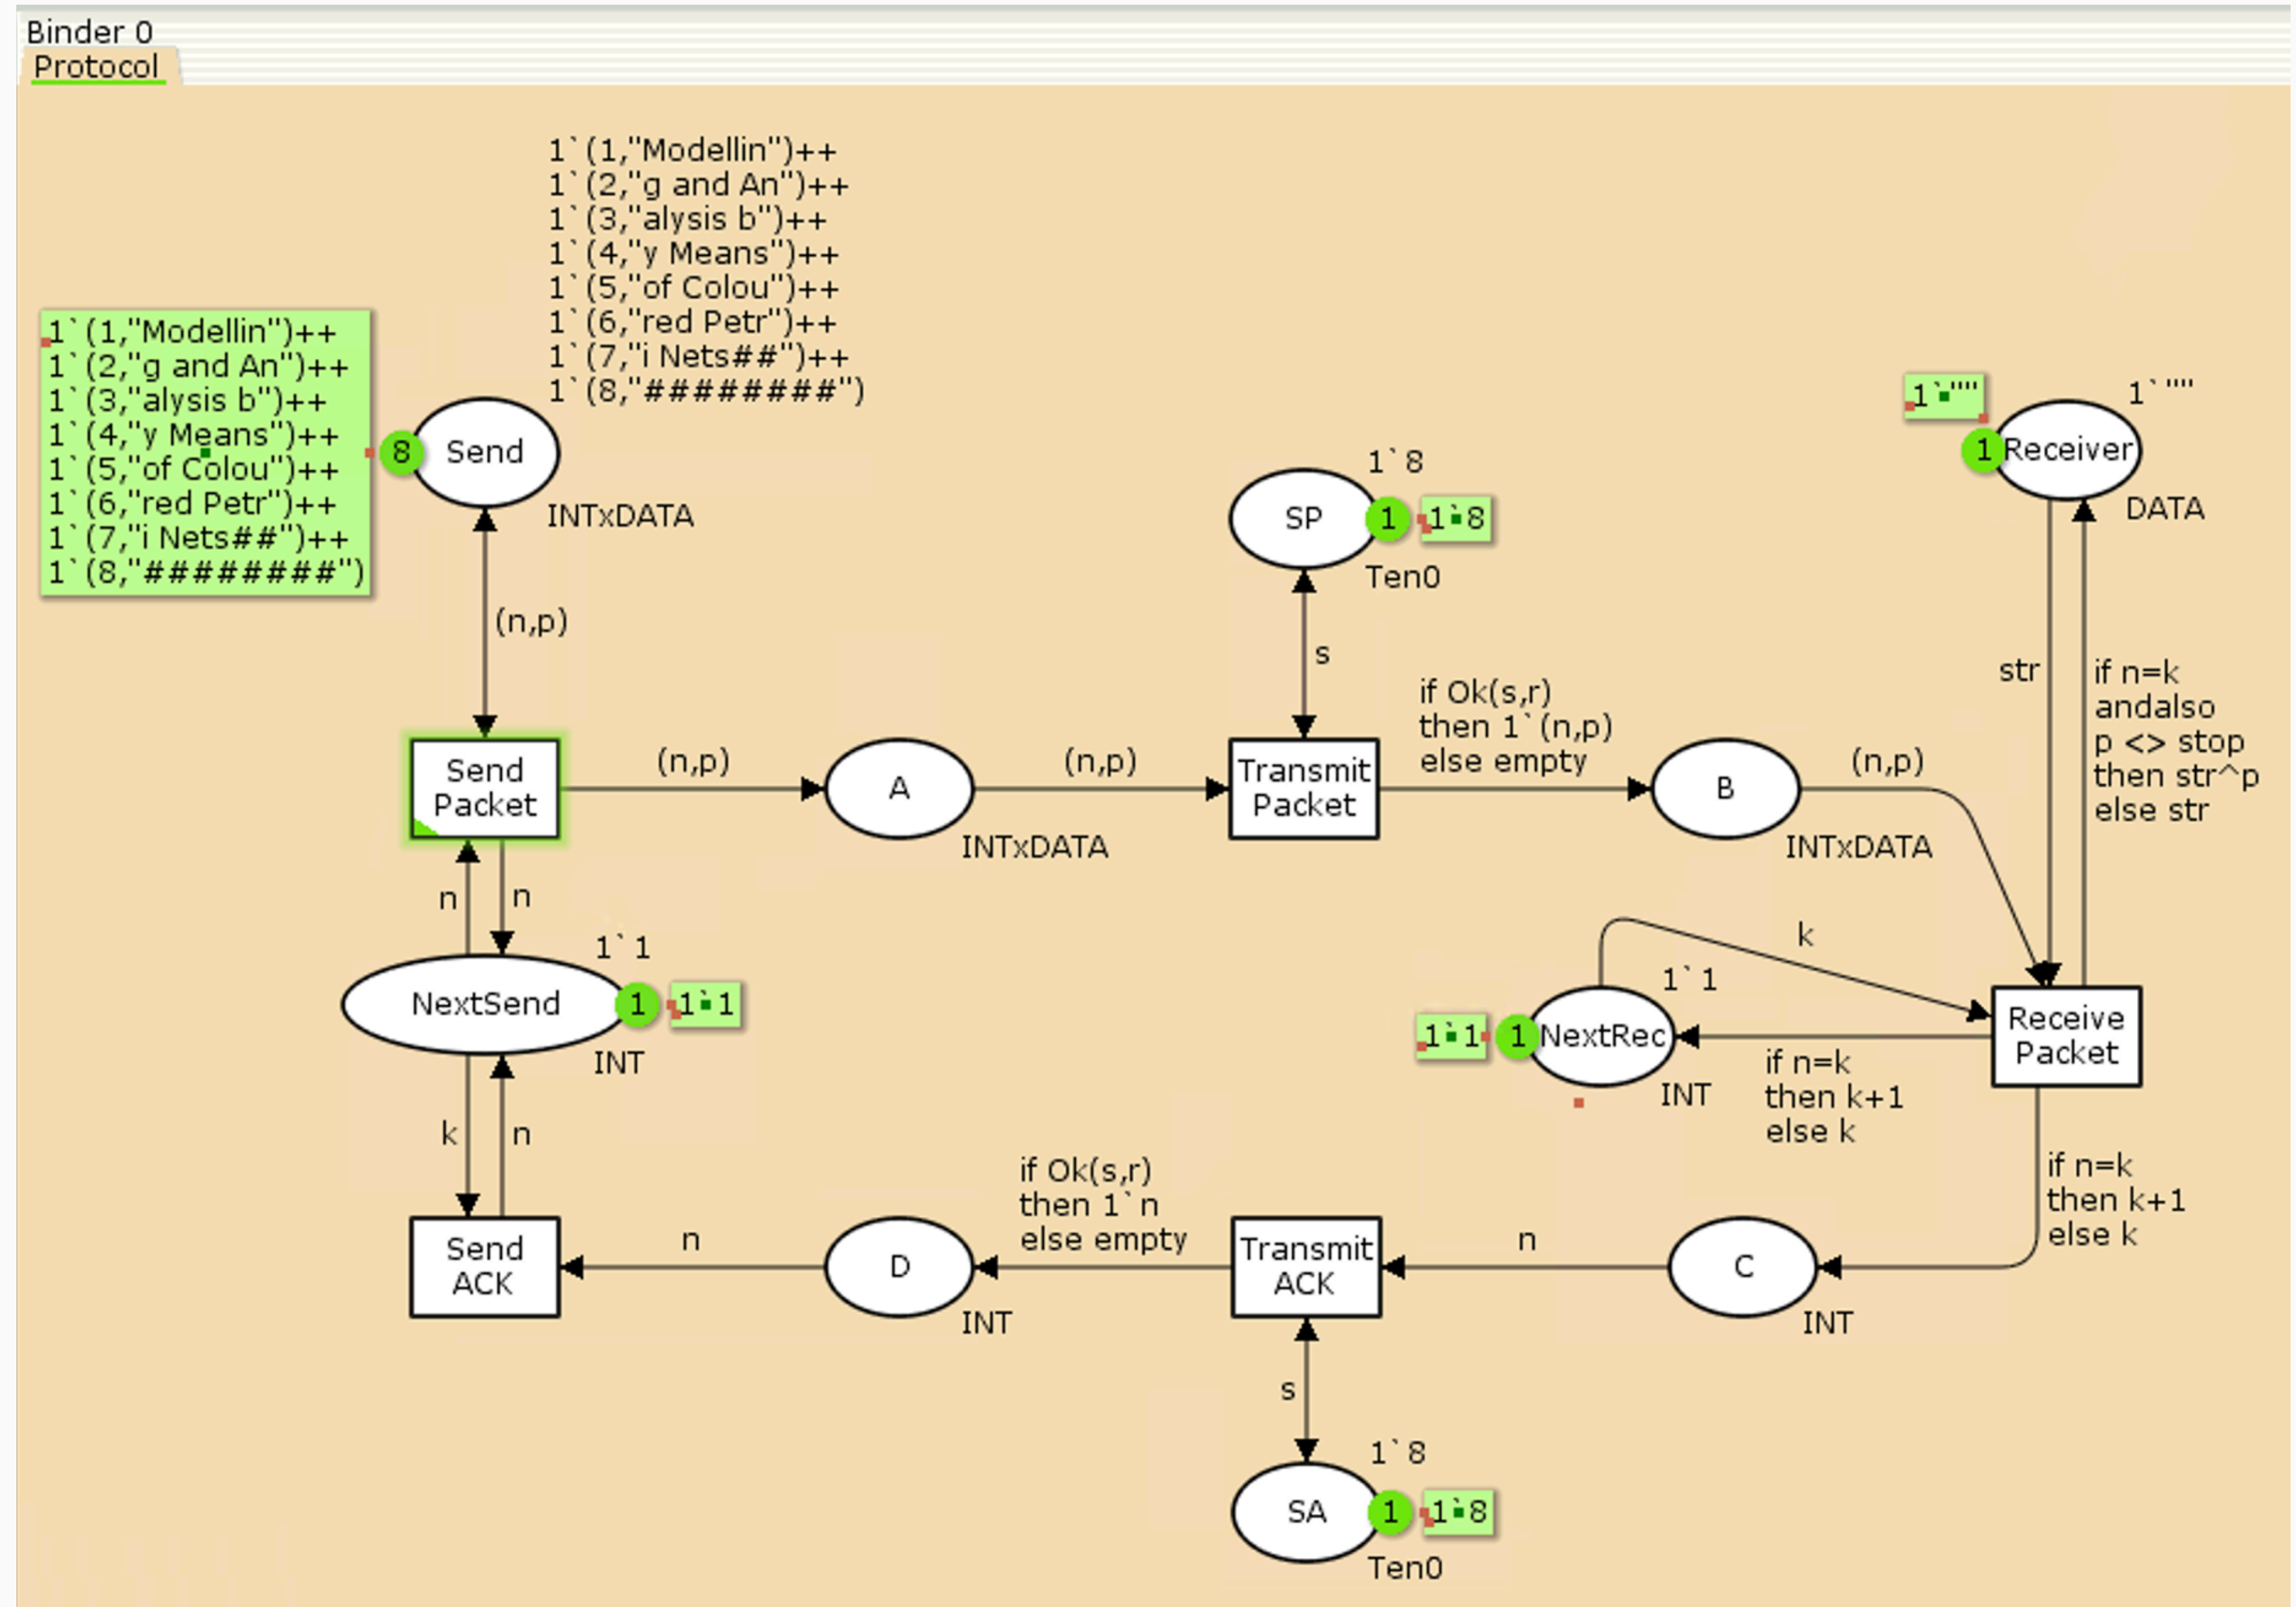 Binder 0
Protocol
1`(1,"Modellin")++
1`(2,"g and An")++
1`(3,"alysis b")++
1`(4,"y Means")++
1`(5,"of Colou")++
1`(6,"red Petr")++
1`(7,"i Nets##")++
1`(8,"########")
1`(1,"Modellin")++
1`(2,"g and An")++
1`(3,"alysis b")++
1`(4,"y Means")++
1`(5,"of Colou")++
1`(6,"red Petr")++
1`(7,"i Nets##")++
1`(8,"########")
8
Send
INTxDATA
(n,p)
1`8
SP
1
1`8
Ten0
s
1`""
1`""
1
Receiver
DATA
str
if n=k
andalso
p <> stop
then str^p
else str
Send
Packet
(n,p)
A
INTxDATA
(n,p)
Transmit
Packet
if Ok(s,r)
then 1`(n,p)
else empty
B
INTxDATA
(n,p)
n
n
1`1
NextSend
1
1`1
INT
k
1`1
1`1
1
NextRec
INT
if n=k
then k+1
else k
Receive
Packet
if n=k
then k+1
else k
k
n
Send
ACK
n
D
INT
if Ok(s,r)
then 1`n
else empty
Transmit
ACK
n
C
INT
s
1`8
SA
1
1`8
Ten0